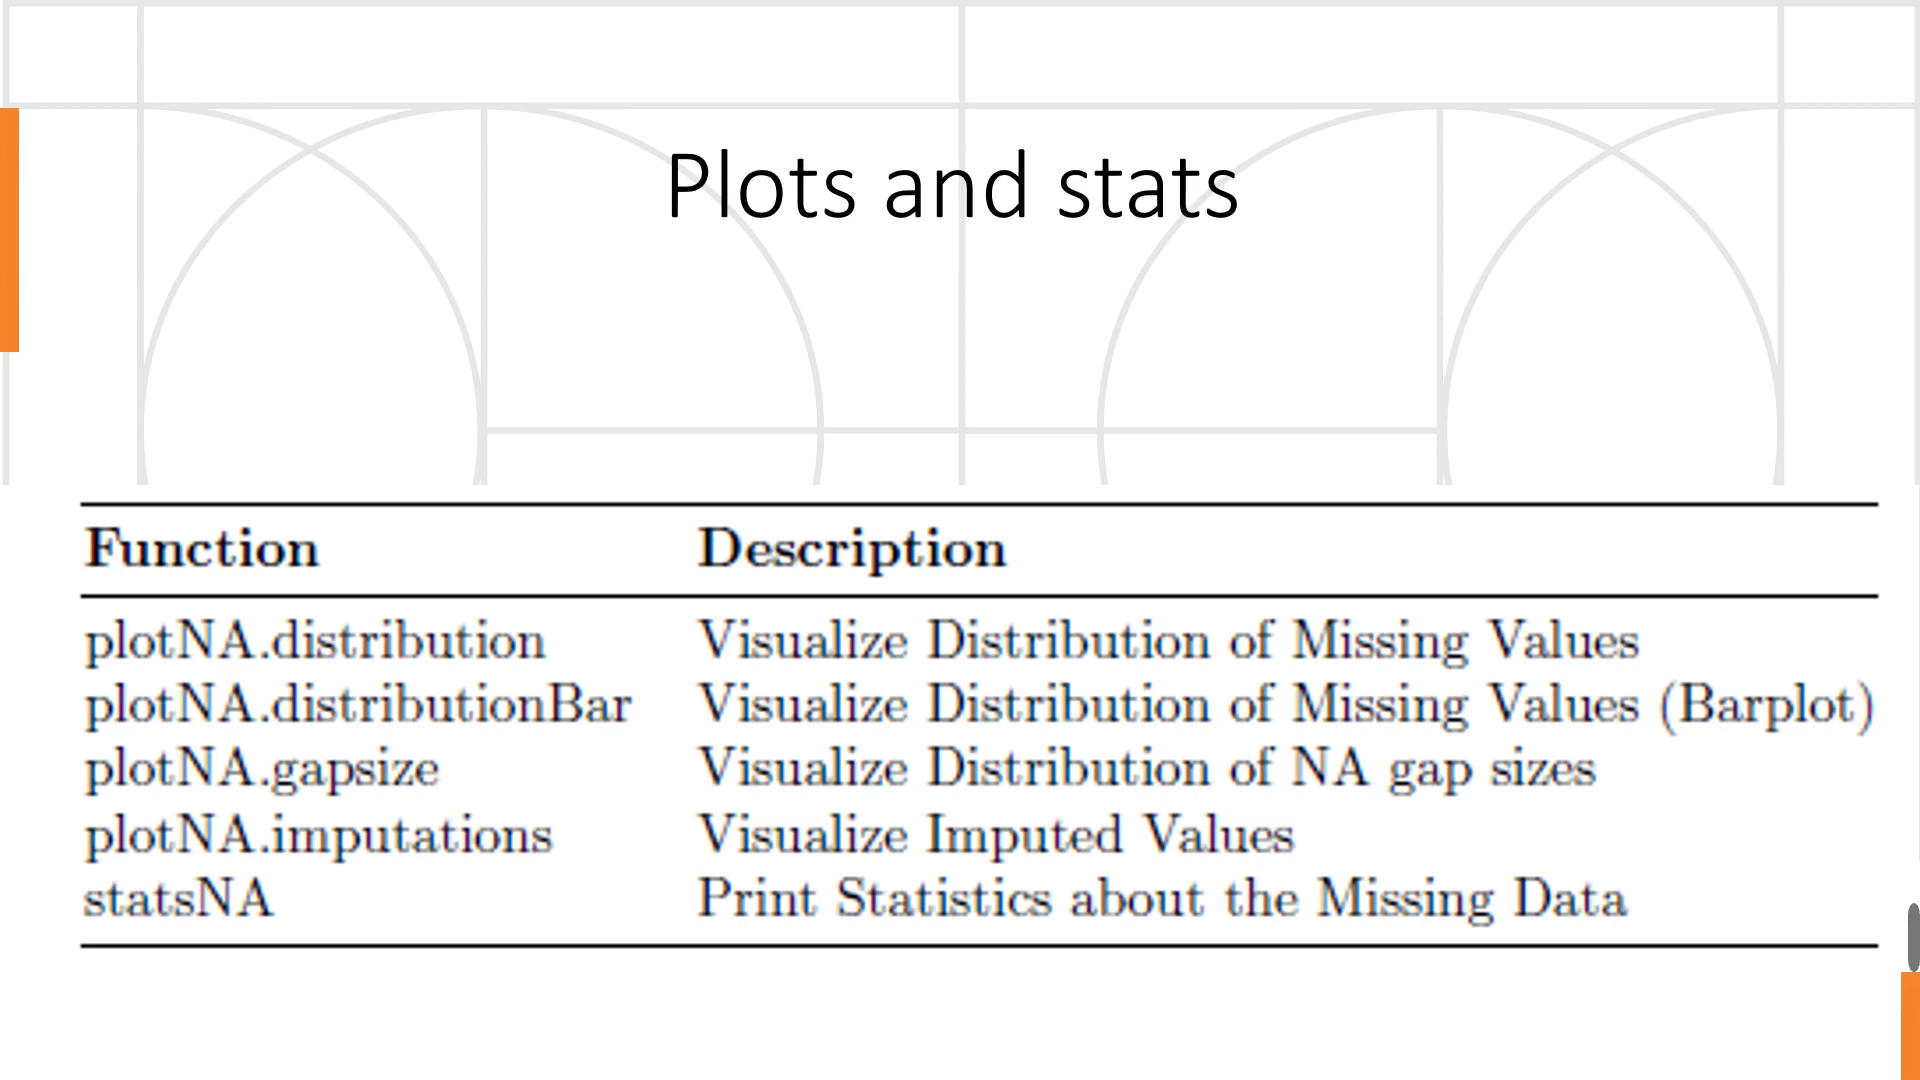 Plots and stats
Function Description
plotNA.distribution Visualize Distribution of Missing Values
plotNA.distributionBar Visualize Distribution of Missing Values (Barplot)
plotNA.gapsize Visualize Distribution of NA gap sizes
plotNA.imputations Visualize Imputed Values
statsNA Print Statistics about the Missing Data